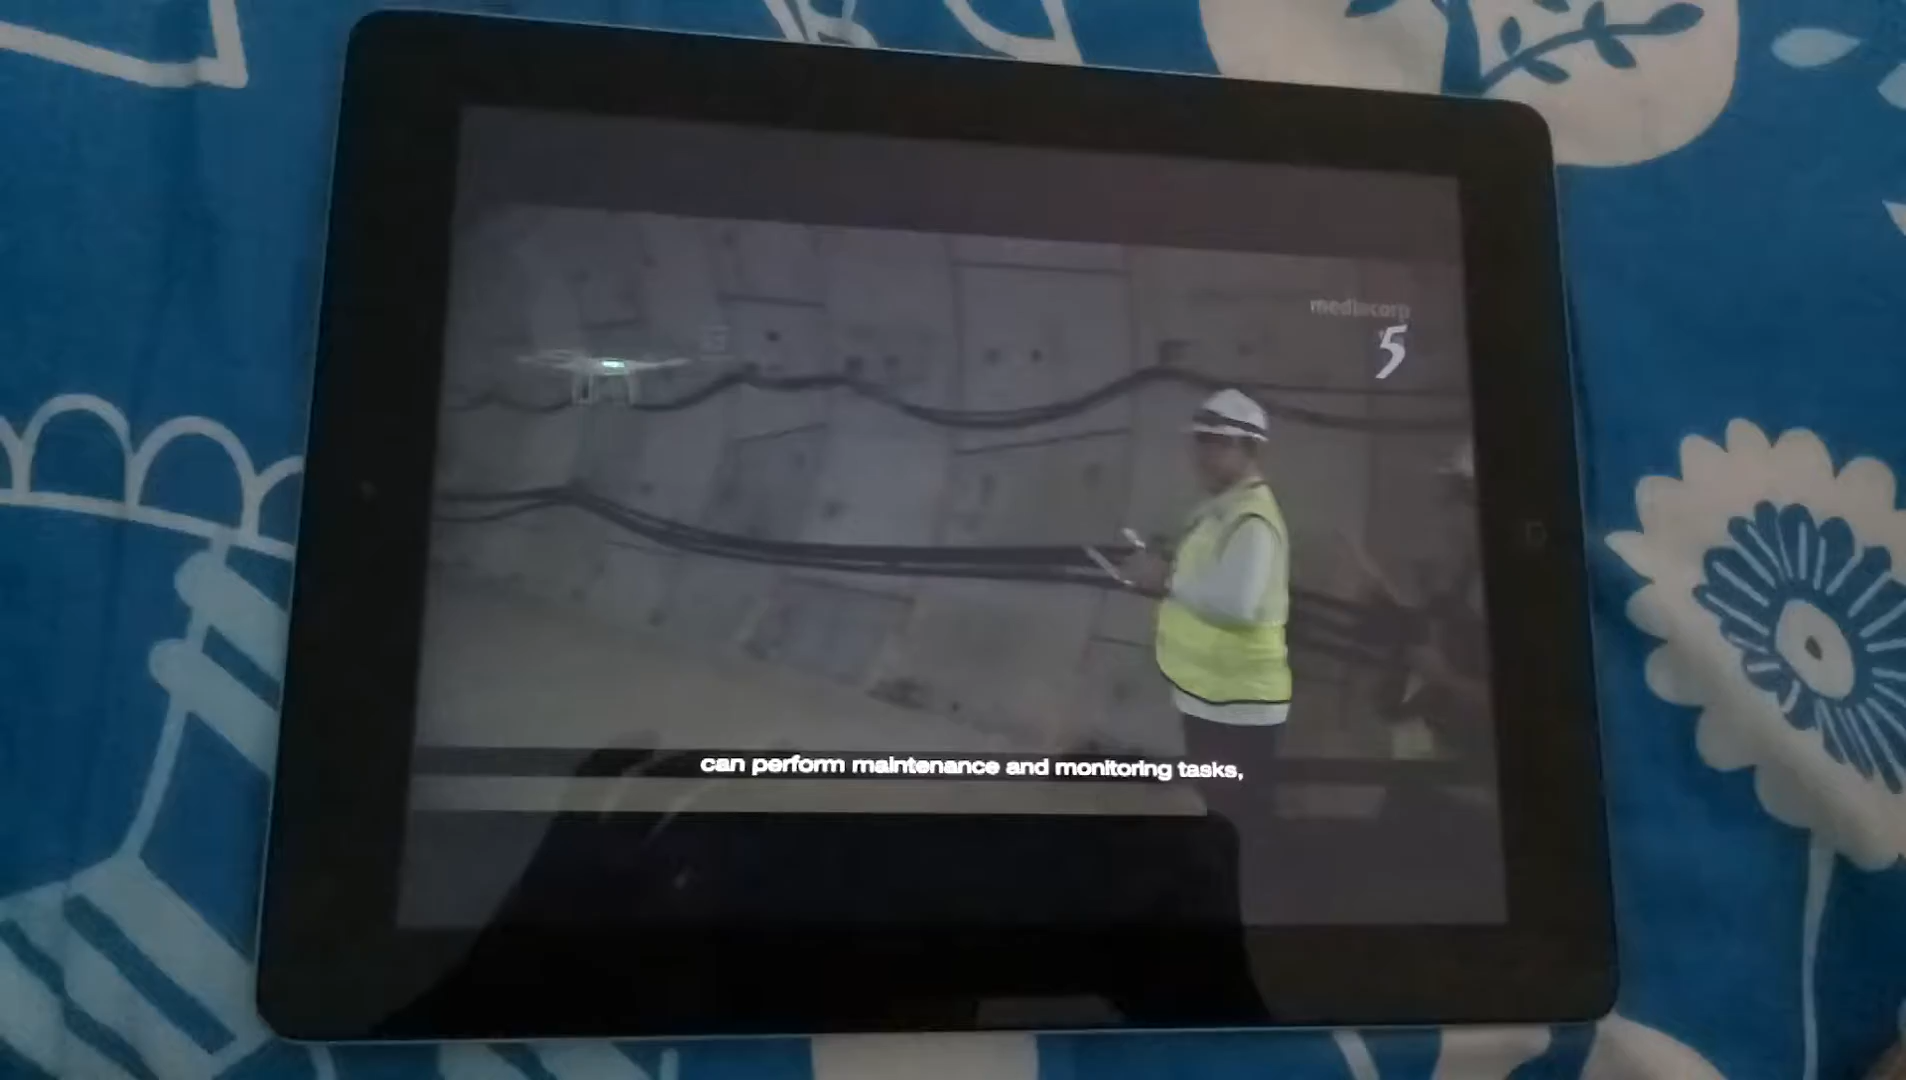 mediacorp
5
can perform maintenance and monitoring tasks,